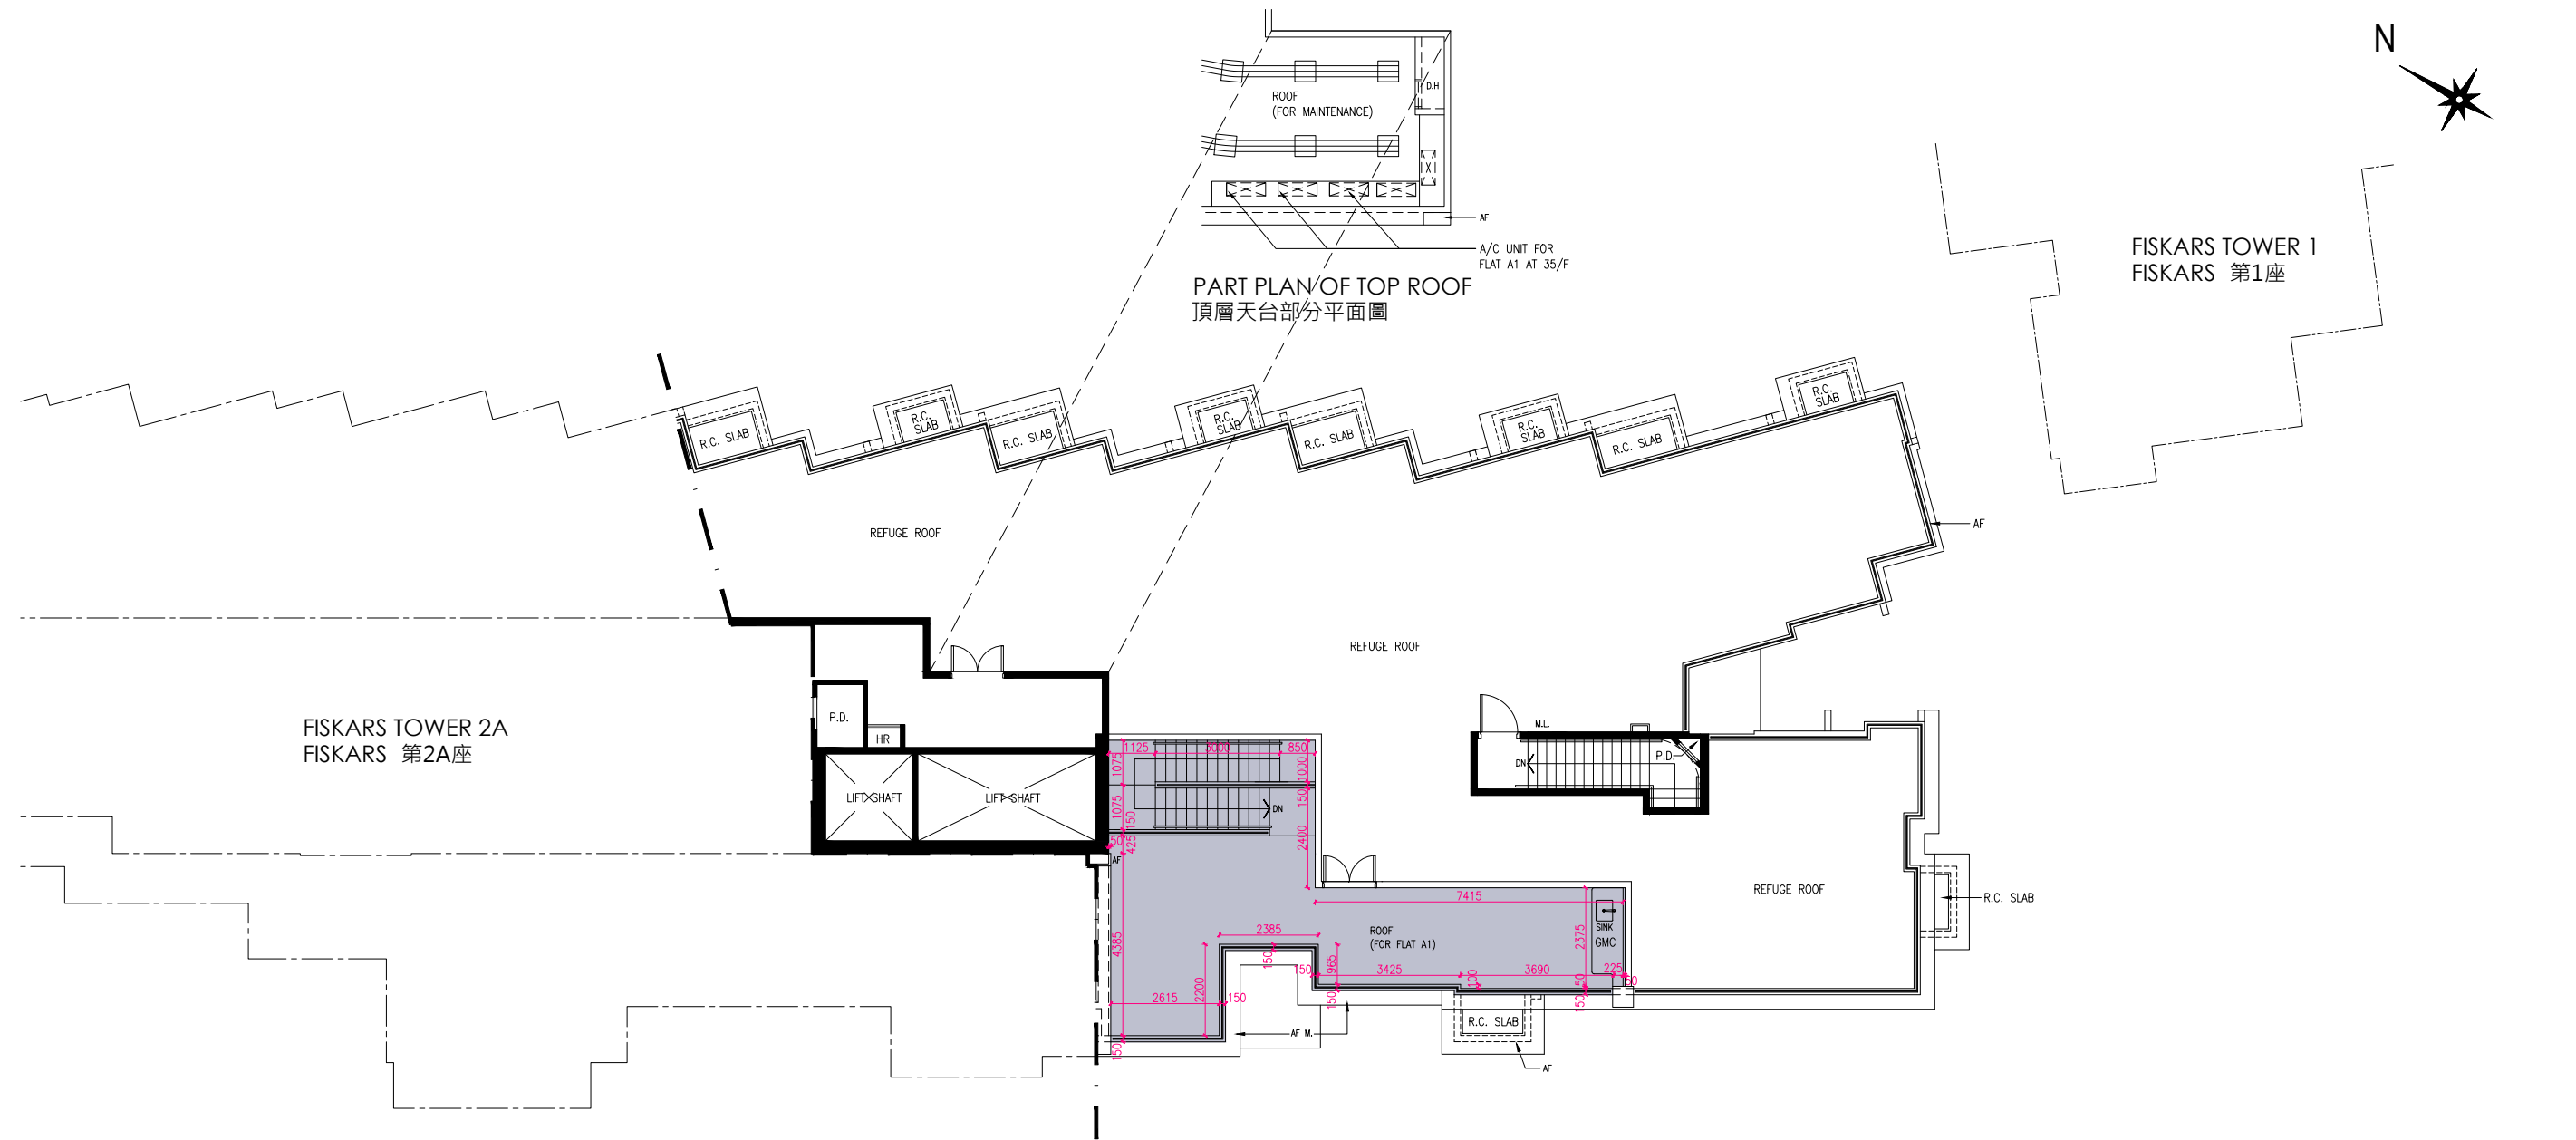 N
ROOF
(FOR MAINTENANCE)
D.H
AF
A/C UNIT FOR
FLAT A1 AT 35/F
PART PLAN OF TOP ROOF
頂層天台部分平面圖
FISKARS TOWER 1
FISKARS 第1座
R.C. SLAB
R.C.
SLAB
R.C. SLAB
R.C.
SLAB
R.C. SLAB
R.C.
SLAB
R.C. SLAB
R.C.
SLAB
REFUGE ROOF
AF
REFUGE ROOF
FISKARS TOWER 2A
FISKARS 第2A座
P.D.
HR
LIFT SHAFT
LIFT SHAFT
M.L.
P.D.
DN
1125
3000
850
1075
1000
1075
150
150
DN
2400
425
AF
REFUGE ROOF
R.C. SLAB
7415
ROOF
(FOR FLAT A1)
SINK
GMC
2385
4385
2375
150
150
965
3425
3690
225
2200
100
50
50
2615
150
150
150
R.C. SLAB
AF M.
150
AF